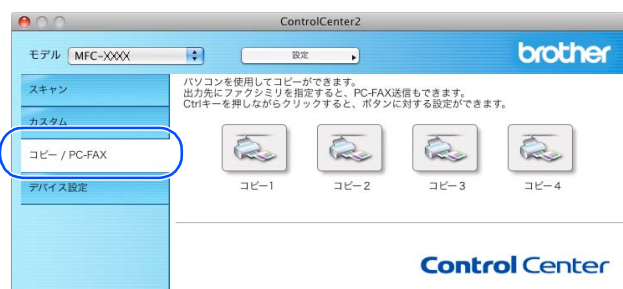 ControlCenter2
モデル MFC-XXXX
設定
brother
スキャン
カスタム
コピー / PC-FAX
デバイス設定
パソコンを使用してコピーができます。
出力先にファクシミリを指定すると、PC-FAX送信もできます。
Ctrlキーを押しながらクリックすると、ボタンに対する設定ができます。
コピー1
コピー2
コピー3
コピー4
Control Center